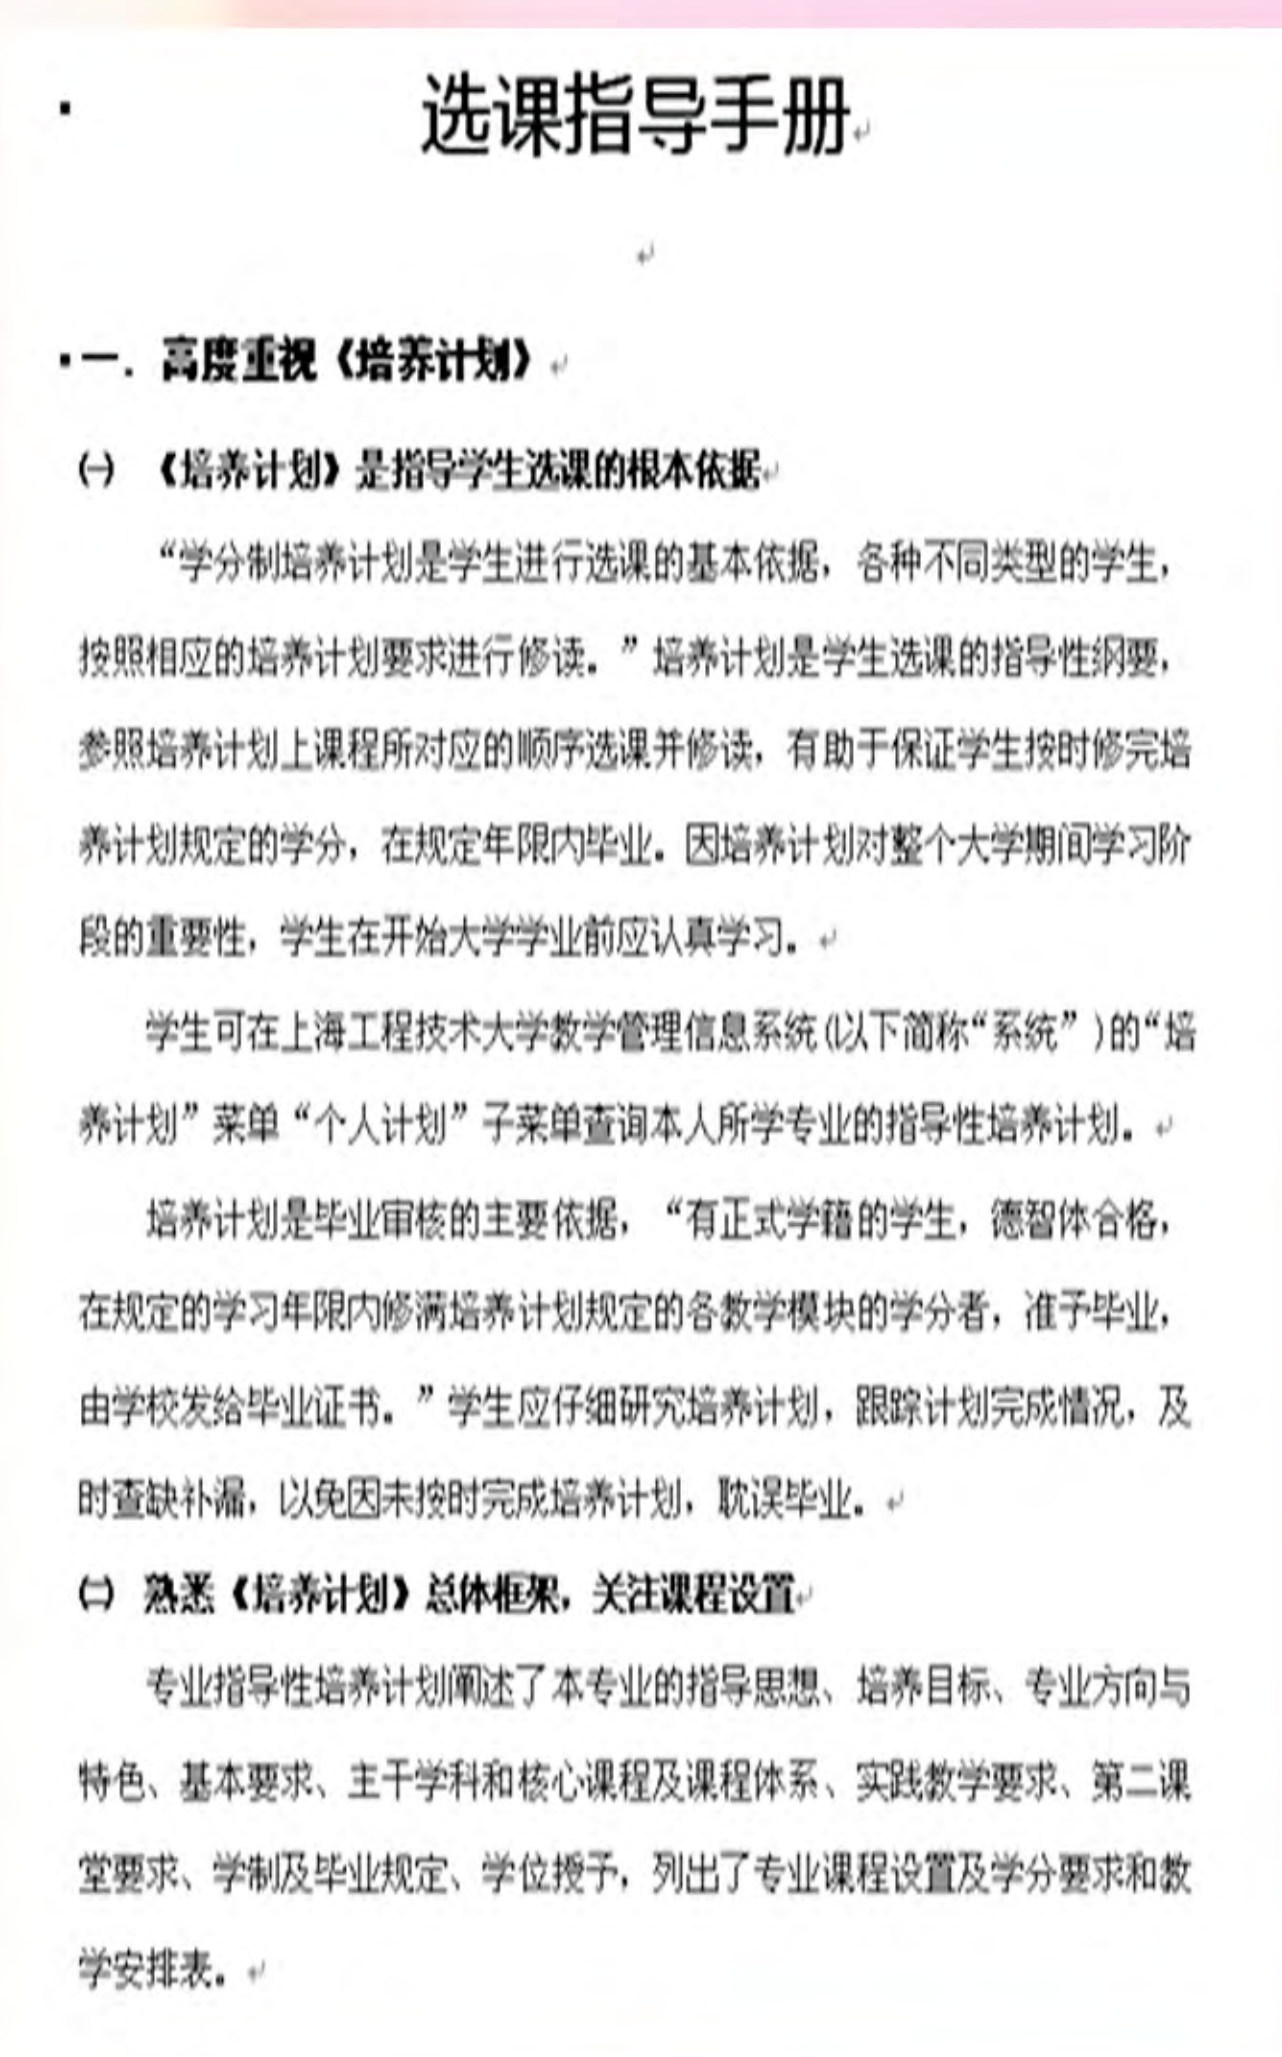 选课指导手册
一. 高度重视《培养计划》
㈠ 《培养计划》是指导学生选课的根本依据
“学分制培养计划是学生进行选课的基本依据，各种不同类型的学生，
按照相应的培养计划要求进行修读。”培养计划是学生选课的指导性纲要，
参照培养计划上课程所对应的顺序选课并修读，有助于保证学生按时修完培
养计划规定的学分，在规定年限内毕业。因培养计划对整个大学期间学习阶
段的重要性，学生在开始大学学业前应认真学习。
学生可在上海工程技术大学教学管理信息系统(以下简称“系统”)的“培
养计划”菜单“个人计划”子菜单查询本人所学专业的指导性培养计划。
培养计划是毕业审核的主要依据，“有正式学籍的学生，德智体合格，
在规定的学习年限内修满培养计划规定的各教学模块的学分者，准予毕业，
由学校发给毕业证书。”学生应仔细研究培养计划，跟踪计划完成情况，及
时查缺补漏，以免因未按时完成培养计划，耽误毕业。
㈡ 熟悉《培养计划》总体框架，关注课程设置
专业指导性培养计划阐述了本专业的指导思想、培养目标、专业方向与
特色、基本要求、主干学科和核心课程及课程体系、实践教学要求、第二课
堂要求、学制及毕业规定、学位授予，列出了专业课程设置及学分要求和教
学安排表。